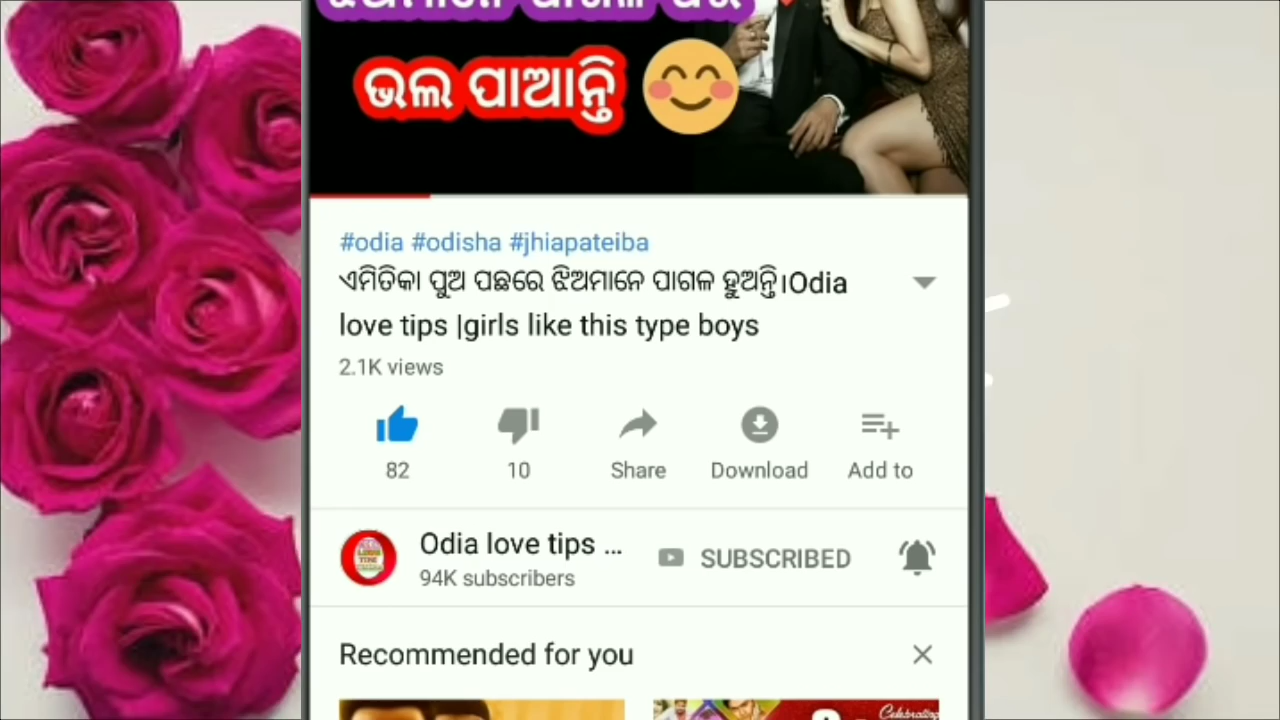 ଭଲ ପାଆନ୍ତି
#odia #odisha #jhiapateiba
ଏମିତିକା ପୁଅ ପଛରେ ଝିଅମାନେ ପାଗଳ ହୁଅନ୍ତି।Odia
love tips |girls like this type boys
2.1K views
82
10
Share
Download
Add to
Odia love tips ...
SUBSCRIBED
94K subscribers
Recommended for you
Celebrating